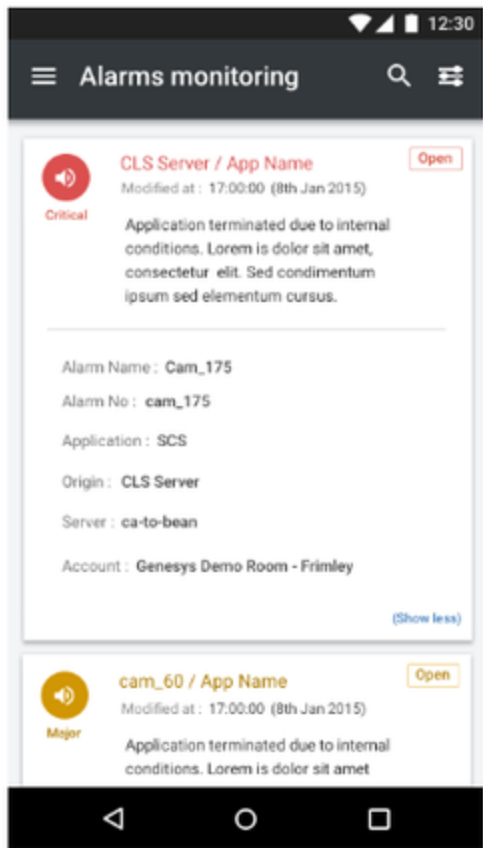 12:30
Alarms monitoring
CLS Server / App Name
Open
Modified at : 17:00:00 (8th Jan 2015)
Critical
Application terminated due to internal
conditions. Lorem is dolor sit amet,
consectetur elit. Sed condimentum
ipsum sed elementum cursus.
Alarm Name : Cam_175
Alarm No : cam_175
Application : SCS
Origin : CLS Server
Server : ca-to-bean
Account : Genesys Demo Room - Frimley
(Show less)
cam_60 / App Name
Open
Modified at : 17:00:00 (8th Jan 2015)
Major
Application terminated due to internal
conditions. Lorem is dolor sit amet